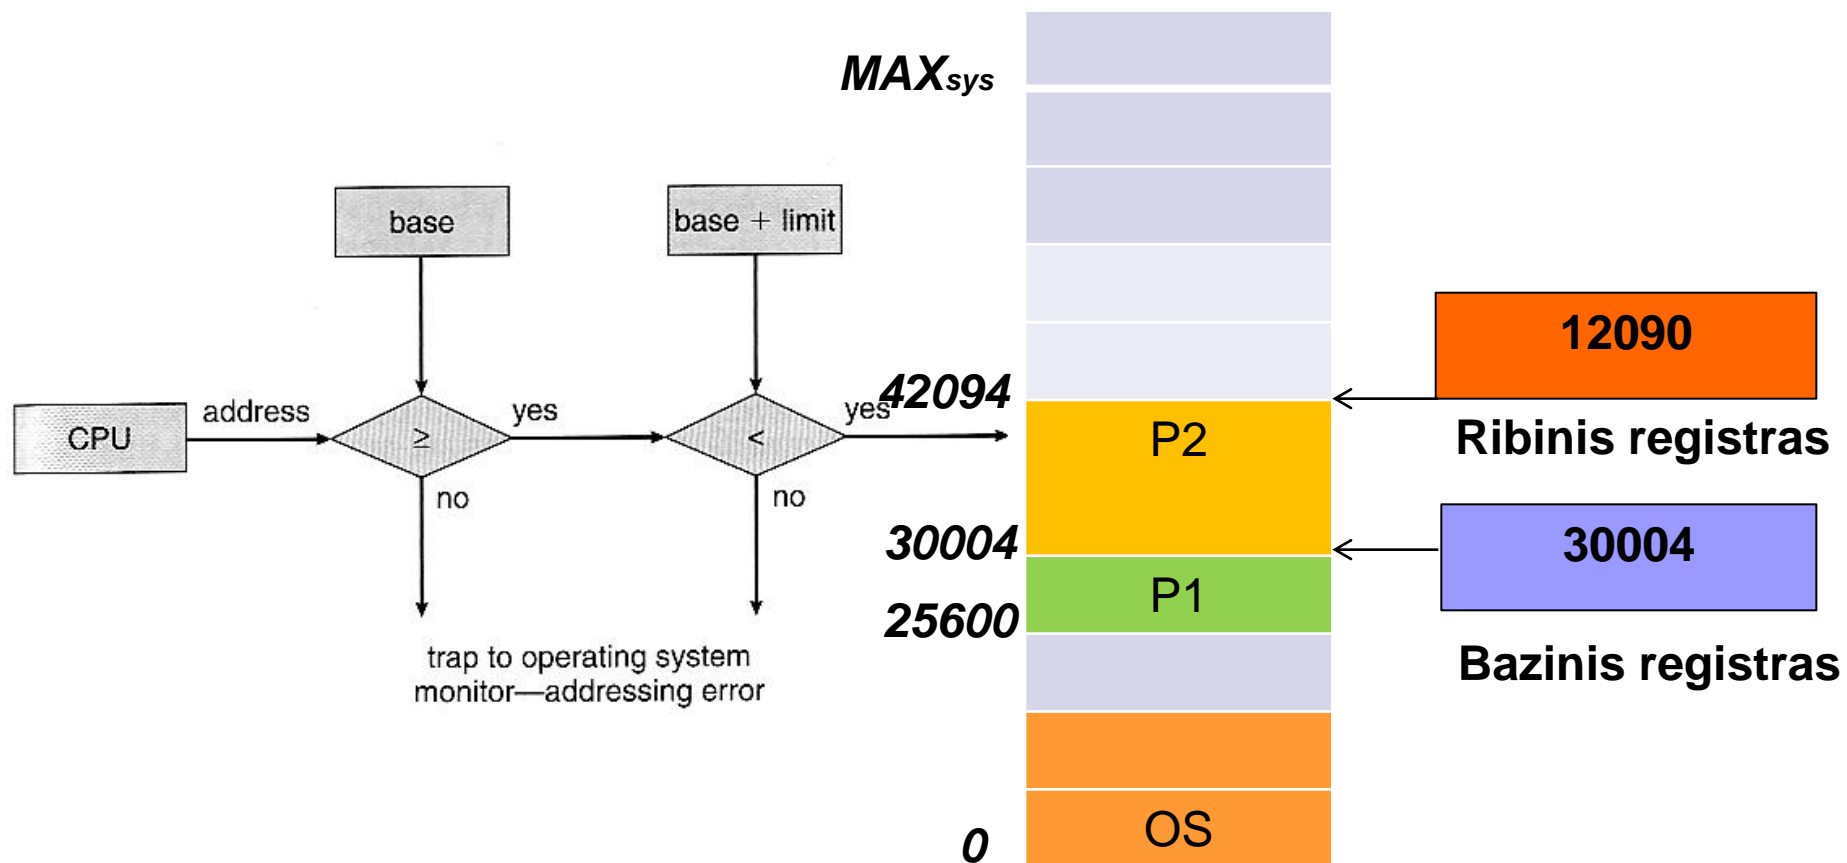 MAXsys
base
base + limit
12090
42094
CPU
address
≥
yes
<
yes
P2
Ribinis registras
no
no
30004
30004
P1
25600
trap to operating system
monitor—addressing error
Bazinis registras
OS
0